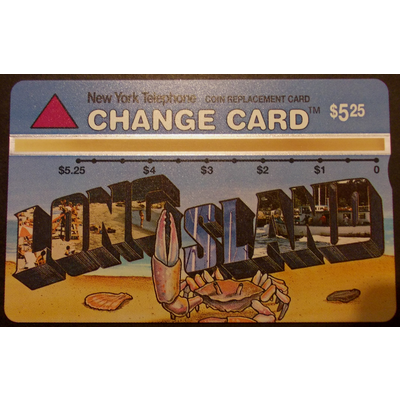 New York Telephone COIN REPLACEMENT CARD
CHANGE CARD™ $5.25
$5.25 $4 $3 $2 $1 0
LONG ISLAND